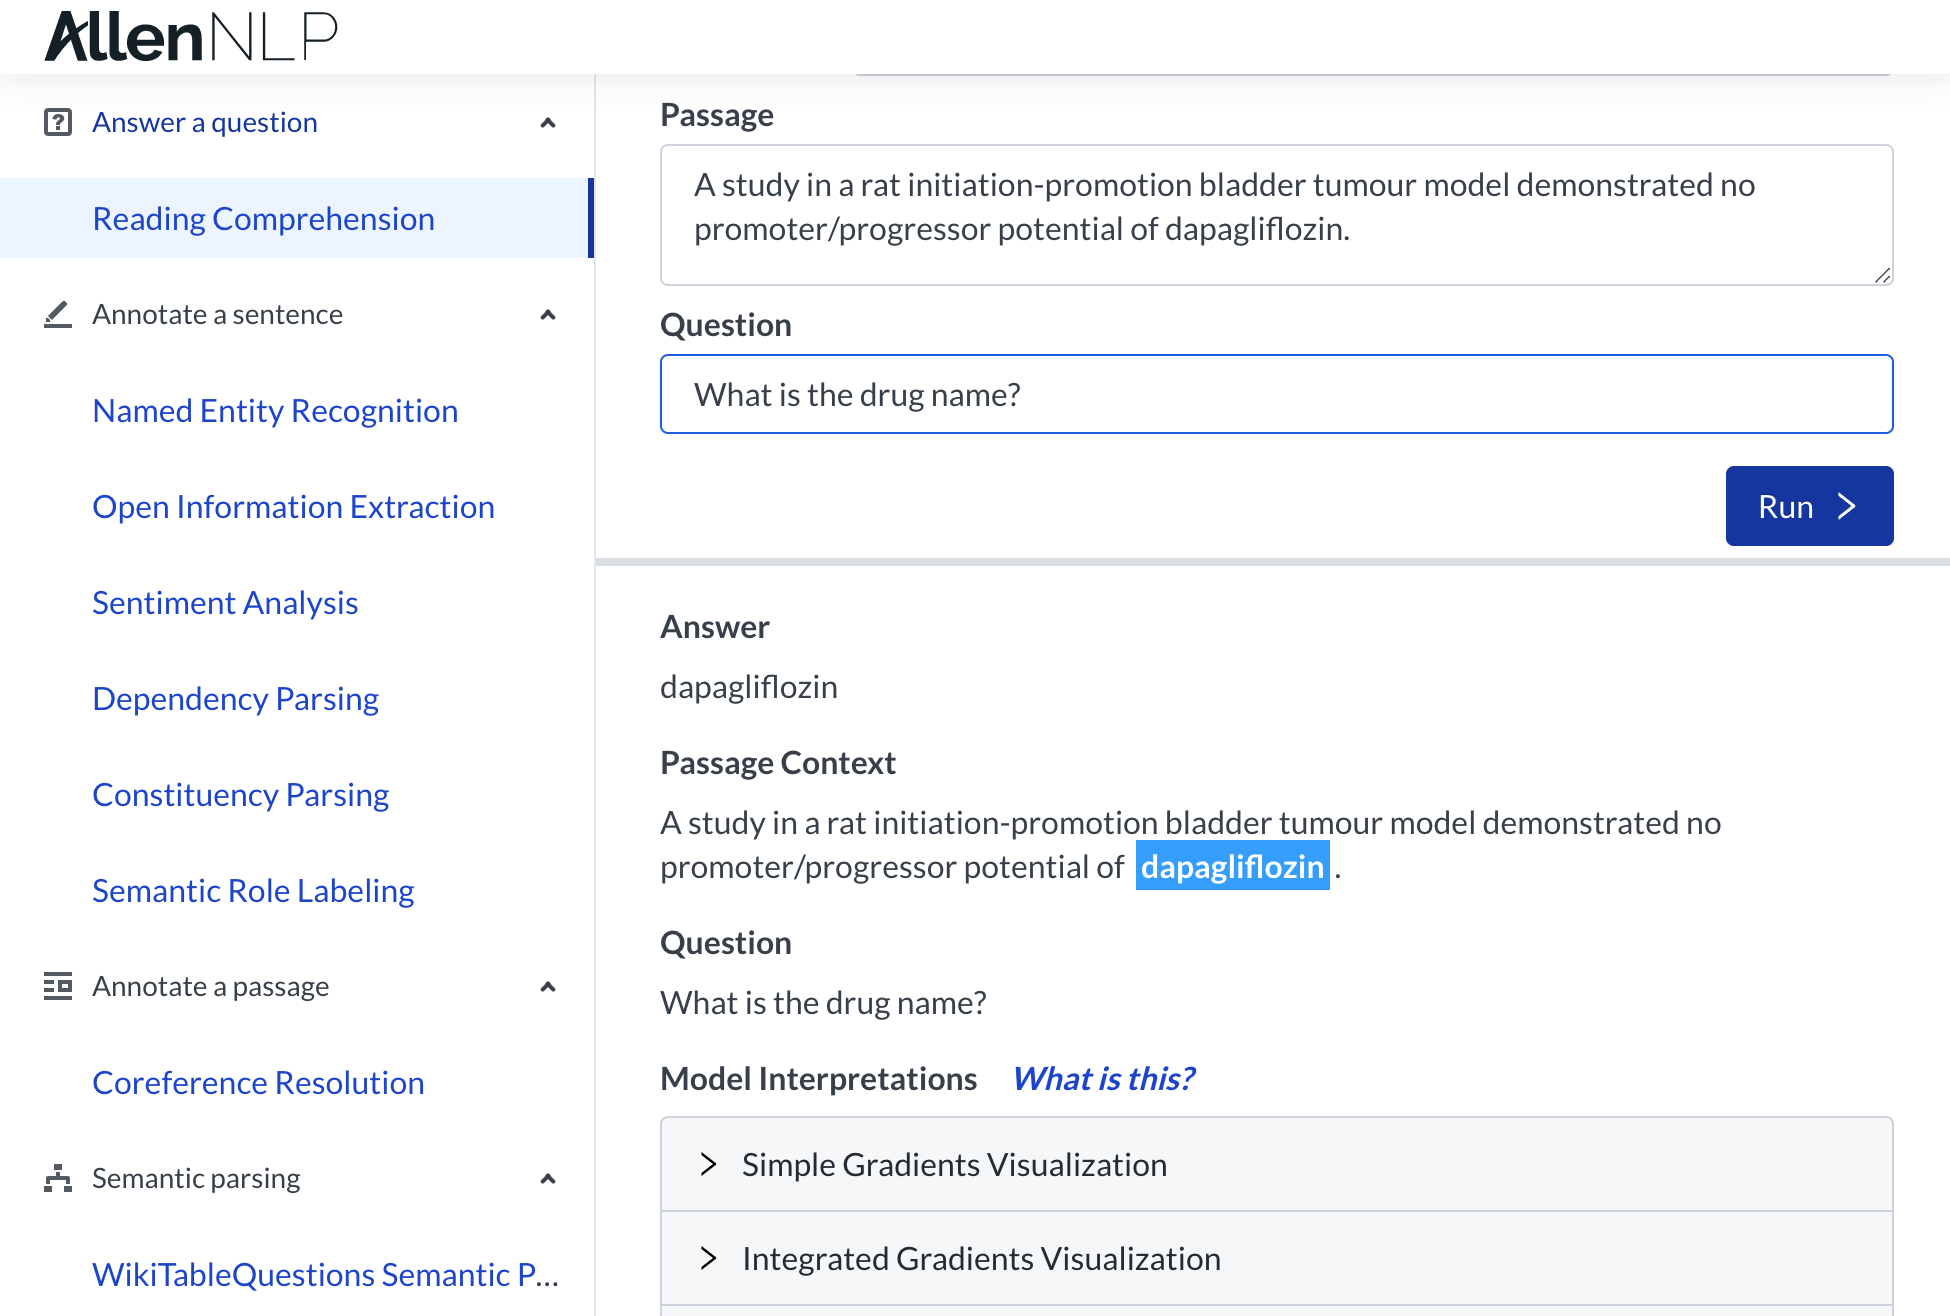 AllenNLP
Answer a question
Reading Comprehension
Annotate a sentence
Named Entity Recognition
Open Information Extraction
Sentiment Analysis
Dependency Parsing
Constituency Parsing
Semantic Role Labeling
Annotate a passage
Coreference Resolution
Semantic parsing
WikiTableQuestions Semantic P...
Passage
A study in a rat initiation-promotion bladder tumour model demonstrated no
promoter/progressor potential of dapagliflozin.
Question
What is the drug name?
Run
Answer
dapagliflozin
Passage Context
A study in a rat initiation-promotion bladder tumour model demonstrated no
promoter/progressor potential of dapagliflozin .
Question
What is the drug name?
Model Interpretations What is this?
Simple Gradients Visualization
Integrated Gradients Visualization